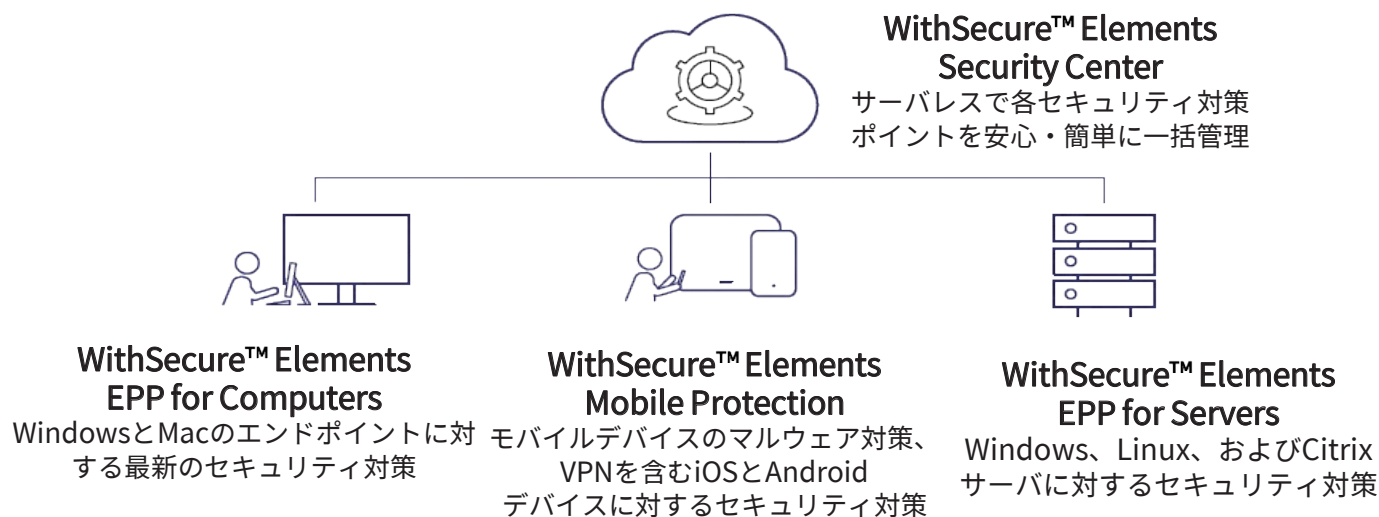 WithSecure™ Elements
Security Center
サーバレスで各セキュリティ対策
ポイントを安心・簡単に一括管理
WithSecure™ Elements
EPP for Computers
WindowsとMacのエンドポイントに対
する最新のセキュリティ対策
WithSecure™ Elements
Mobile Protection
モバイルデバイスのマルウェア対策、
VPNを含むiOSとAndroid
デバイスに対するセキュリティ対策
WithSecure™ Elements
EPP for Servers
Windows、Linux、およびCitrix
サーバに対するセキュリティ対策